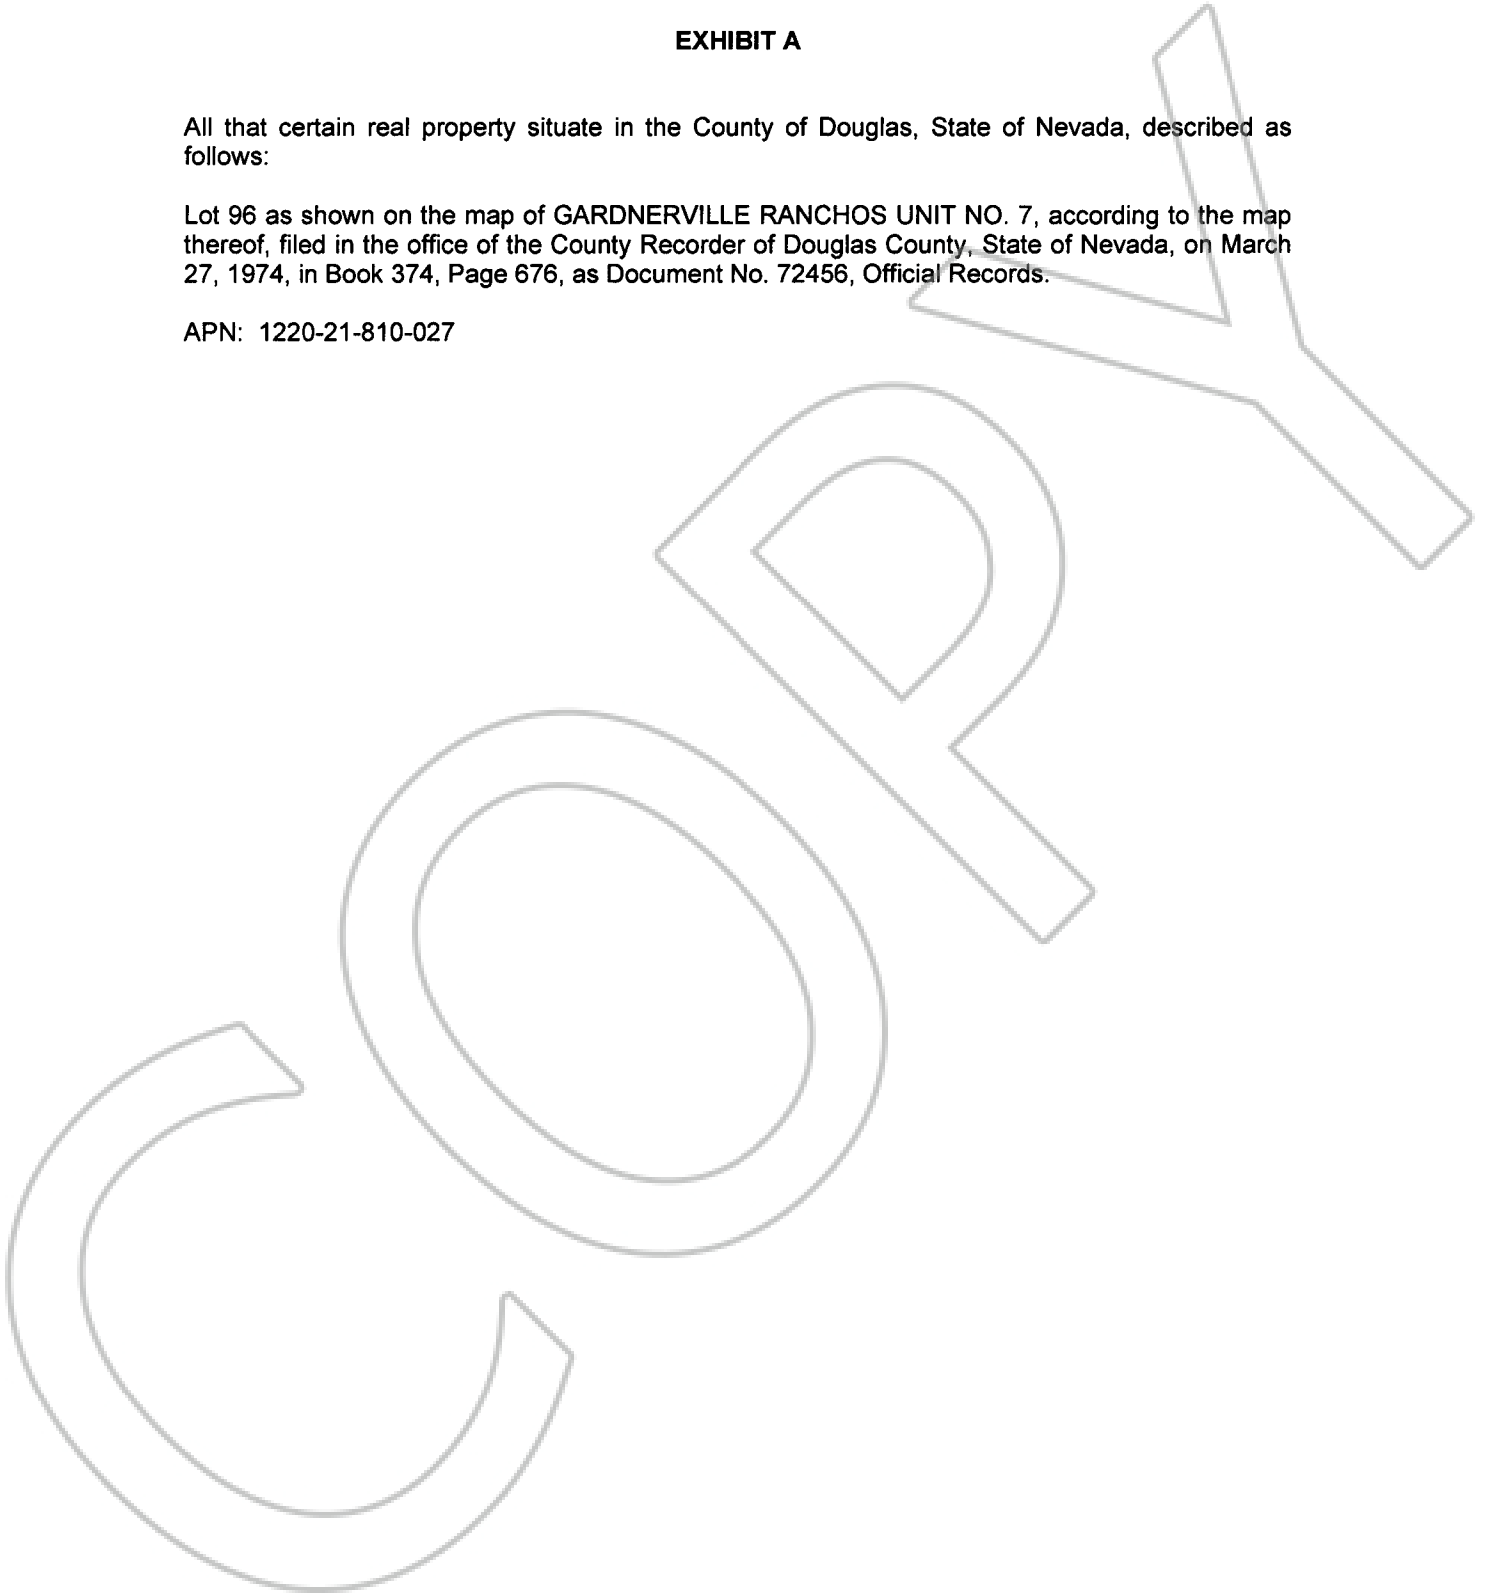 EXHIBIT A
All that certain real property situate in the County of Douglas, State of Nevada, described as
follows:
Lot 96 as shown on the map of GARDNERVILLE RANCHOS UNIT NO. 7, according to the map
thereof, filed in the office of the County Recorder of Douglas County, State of Nevada, on March
27, 1974, in Book 374, Page 676, as Document No. 72456, Official Records.
APN: 1220-21-810-027
COPY